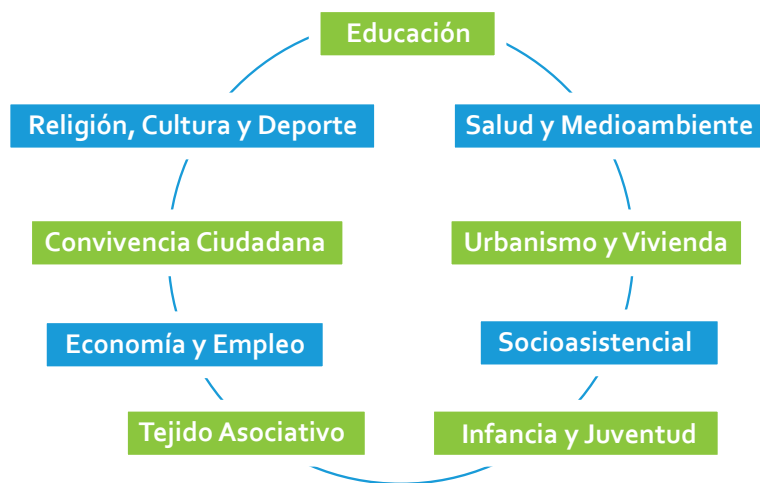 Educación
Religión, Cultura y Deporte
Salud y Medioambiente
Convivencia Ciudadana
Urbanismo y Vivienda
Economía y Empleo
Socioasistencial
Tejido Asociativo
Infancia y Juventud